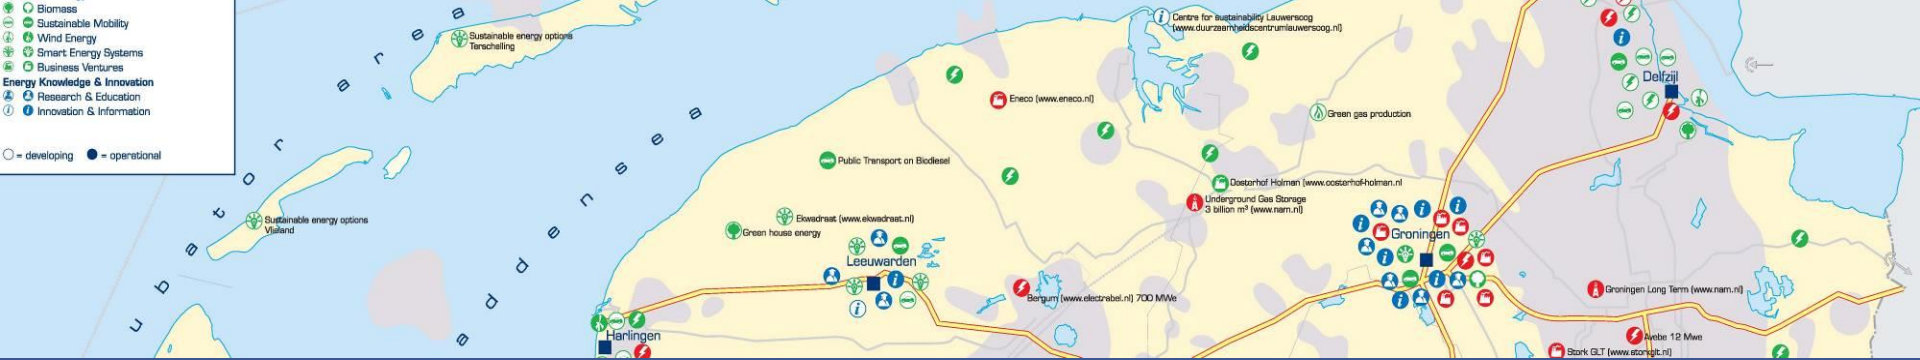 Biomass
Sustainable Mobility
Wind Energy
Smart Energy Systems
Business Ventures
Energy Knowledge & Innovation
Research & Education
Innovation & Information
= developing
= operational
Sustainable energy options
Terschelling
Sustainable energy options
Vlieland
waddensea
ubator area
Centre for sustainability Lauwersoog
(www.duurzaamheidscentrumlauwersoog.nl)
Eneco (www.eneco.nl)
Green gas production
Delfzijl
Public Transport on Biodiesel
Oosterhof Holman (www.oosterhof-holman.nl
Underground Gas Storage
3 billion m³ (www.nam.nl)
Ekwadraat (www.ekwadraat.nl)
Green house energy
Leeuwarden
Groningen
Bergum (www.electrabel.nl) 700 MWe
Groningen Long Term (www.nam.nl)
Harlingen
Avebe 12 Mwe
Stork GLT (www.storkglt.nl)